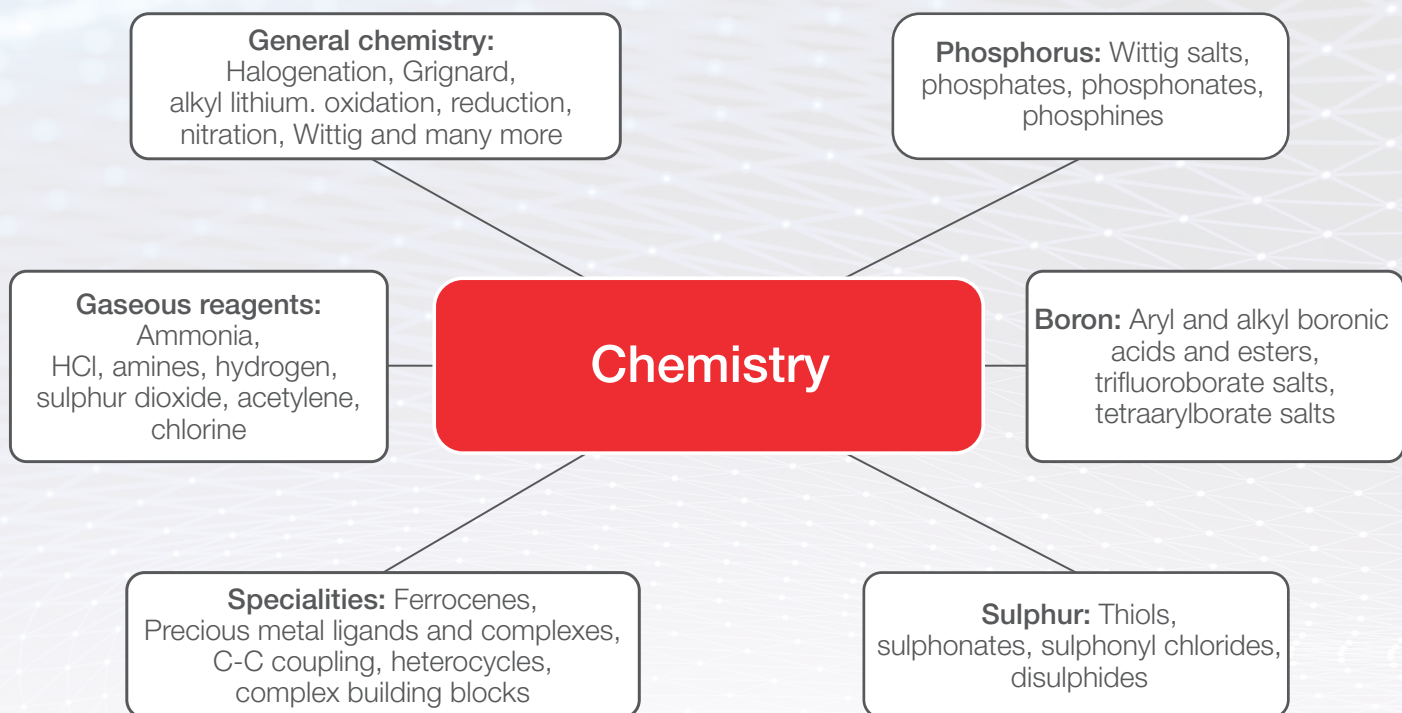 General chemistry:
Halogenation, Grignard,
alkyl lithium. oxidation, reduction,
nitration, Wittig and many more
Phosphorus: Wittig salts,
phosphates, phosphonates,
phosphines
Gaseous reagents:
Ammonia,
HCl, amines, hydrogen,
sulphur dioxide, acetylene,
chlorine
Chemistry
Boron: Aryl and alkyl boronic
acids and esters,
trifluoroborate salts,
tetraarylborate salts
Specialities: Ferrocenes,
Precious metal ligands and complexes,
C-C coupling, heterocycles,
complex building blocks
Sulphur: Thiols,
sulphonates, sulphonyl chlorides,
disulphides